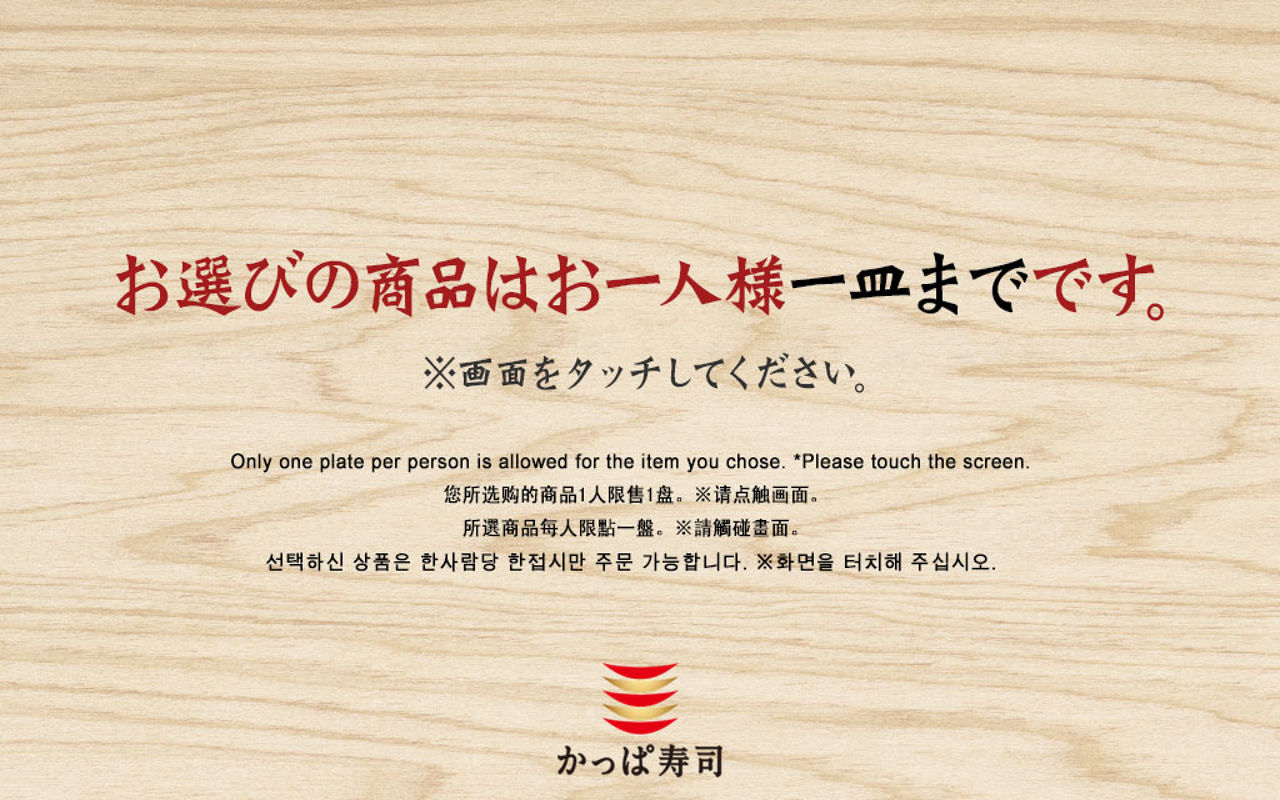 お選びの商品はお一人様一皿までです。
※画面をタッチしてください。
Only one plate per person is allowed for the item you chose. *Please touch the screen.
您所选购的商品1人限售1盘。※请点触画面。
所選商品每人限點一盤。※請觸碰畫面。
선택하신 상품은 한사람당 한접시만 주문 가능합니다. ※화면을 터치해 주십시오.
かっぱ寿司